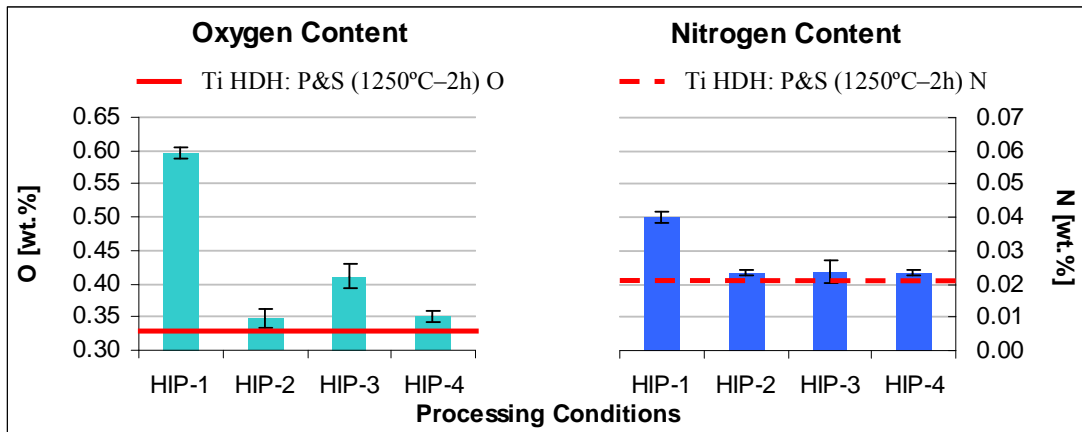 Oxygen Content
Ti HDH: P&S (1250ºC–2h) O
O [wt.%]
0.65
0.60
0.55
0.50
0.45
0.40
0.35
0.30
HIP-1 HIP-2 HIP-3 HIP-4
Nitrogen Content
Ti HDH: P&S (1250ºC–2h) N
0.07
0.06
0.05
0.04
0.03
0.02
0.01
0.00
N [wt.%]
HIP-1 HIP-2 HIP-3 HIP-4
Processing Conditions